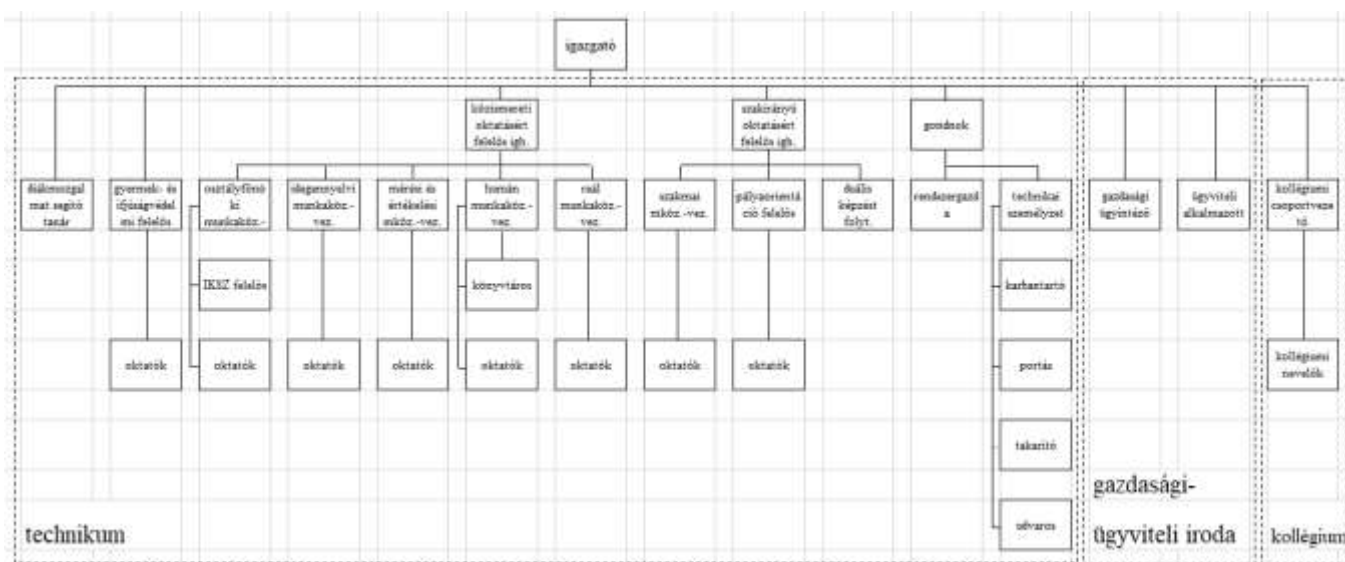 igazgató
közismereti
oktatásért
felelős igh.
szakirányú
oktatásért
felelős igh.
gondnok
diákmozgal
mat segítő
tanár
gyermek- és
ifjúságvédel
mi felelős
osztályfőnö
ki
munkaköz.-
idegennyelvi
munkaköz.-
vez.
mérési és
értékelési
mköz.-vez.
humán
munkaköz.-
vez.
reál
munkaköz.-
vez.
szakmai
mköz.-vez.
pályaorientá
ció felelős
duális
képzést
folyt.
rendszergazd
a
technikai
személyzet
gazdasági
ügyintéző
ügyviteli
alkalmazott
kollégiumi
csoportveze
tő
IKSZ felelős
könyvtáros
karbantartó
oktatók
oktatók
oktatók
oktatók
oktatók
oktatók
oktatók
oktatók
portás
kollégiumi
nevelők
takarító
udvaros
technikum
gazdasági-
ügyviteli iroda
kollégium